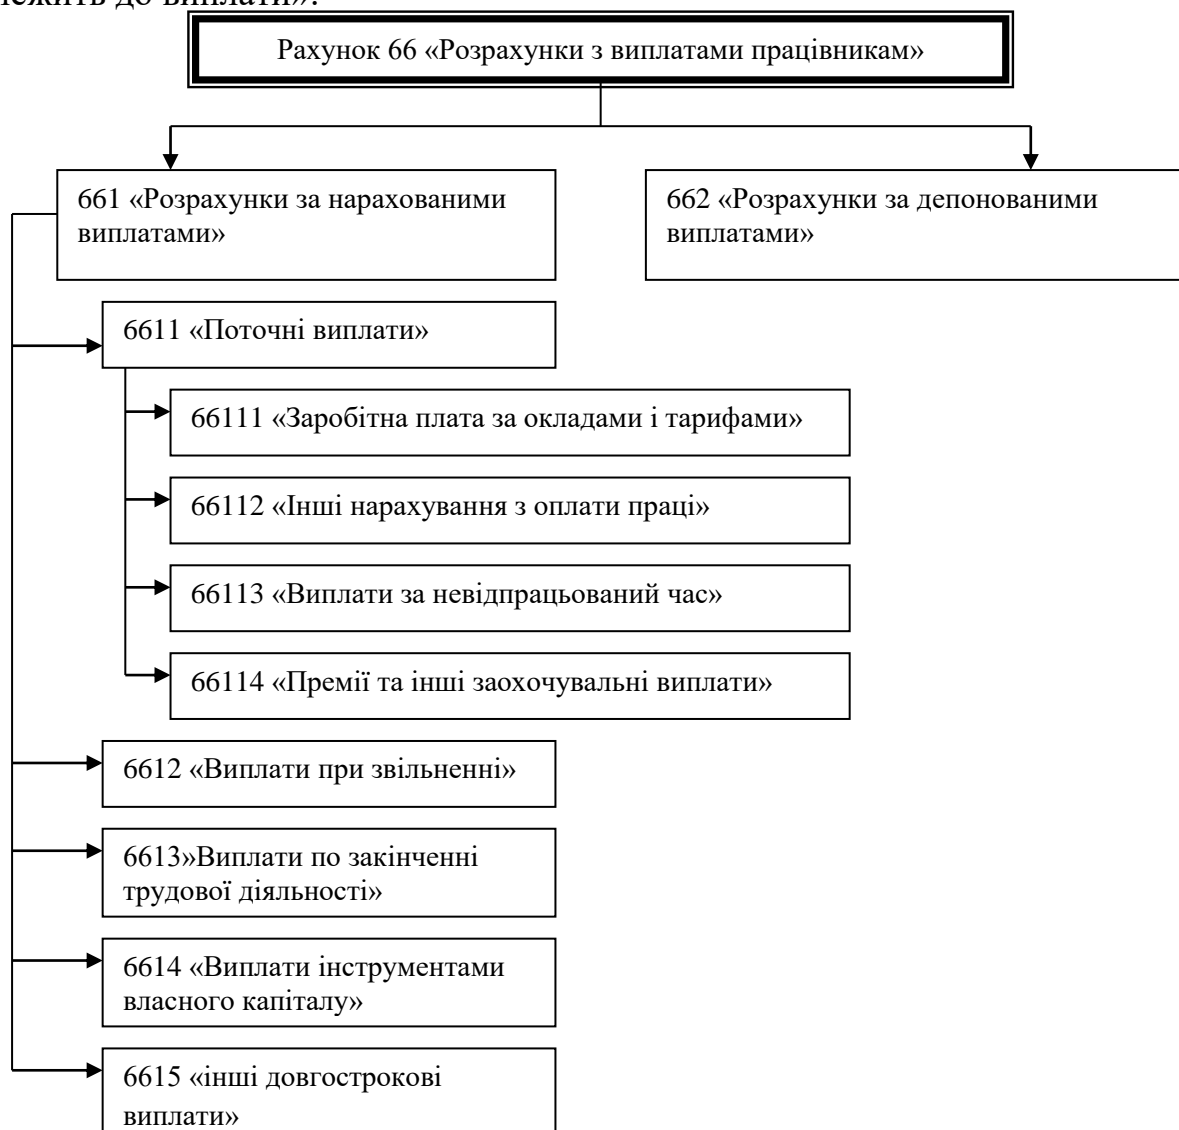 до виплати».
Рахунок 66 «Розрахунки з виплатами працівникам»
661 «Розрахунки за нарахованими
виплатами»
662 «Розрахунки за депонованими
виплатами»
6611 «Поточні виплати»
66111 «Заробітна плата за окладами і тарифами»
66112 «Інші нарахування з оплати праці»
66113 «Виплати за невідпрацьований час»
66114 «Премії та інші заохочувальні виплати»
6612 «Виплати при звільненні»
6613»Виплати по закінченні
трудової діяльності»
6614 «Виплати інструментами
власного капіталу»
6615 «інші довгострокові
виплати»